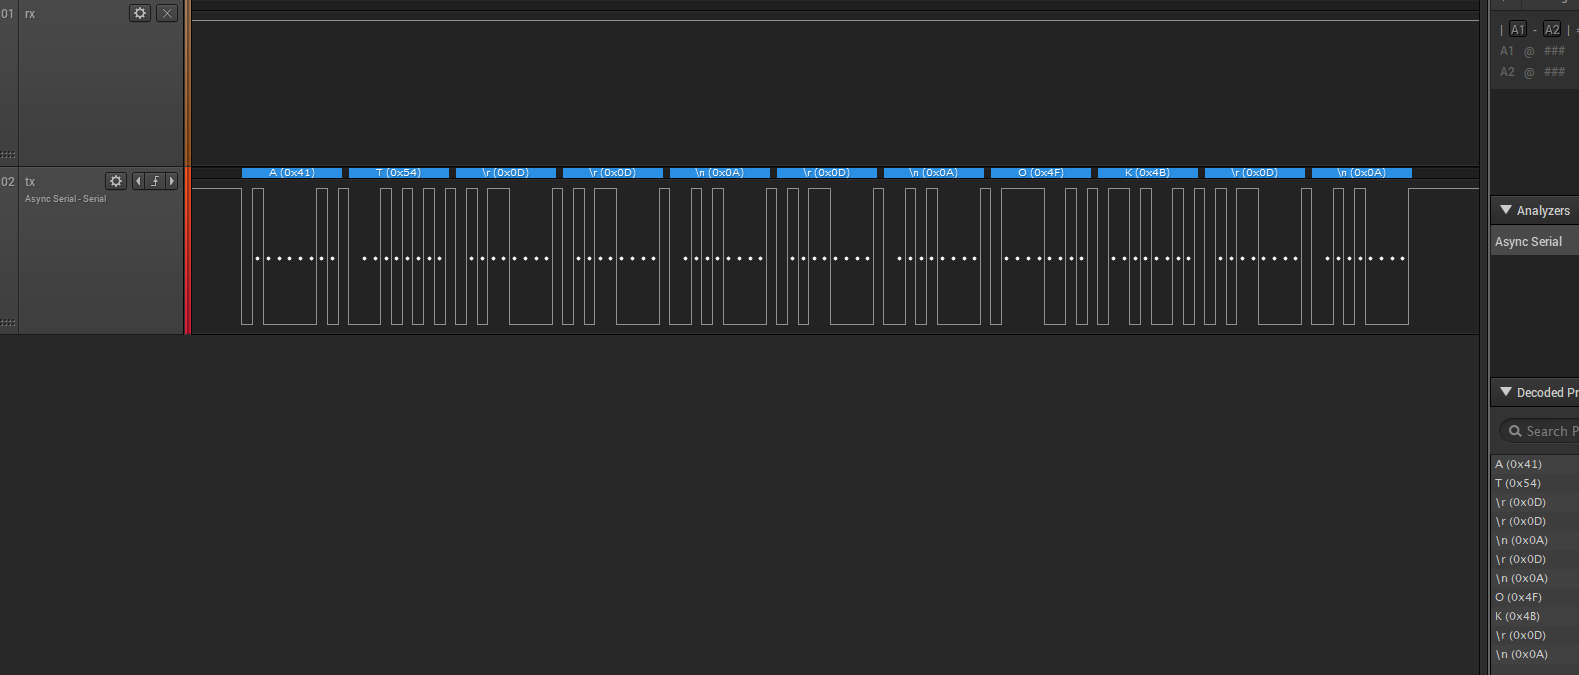 01 rx
02 tx
Async Serial - Serial
A (0x41) T (0x54) \r (0x0D) \r (0x0D) \n (0x0A) \r (0x0D) \n (0x0A) O (0x4F) K (0x4B) \r (0x0D) \n (0x0A)
| A1 - A2 | =
A1 @ ###
A2 @ ###
Analyzers
Async Serial
Decoded Pr
Search P
A (0x41)
T (0x54)
\r (0x0D)
\r (0x0D)
\n (0x0A)
\r (0x0D)
\n (0x0A)
O (0x4F)
K (0x4B)
\r (0x0D)
\n (0x0A)